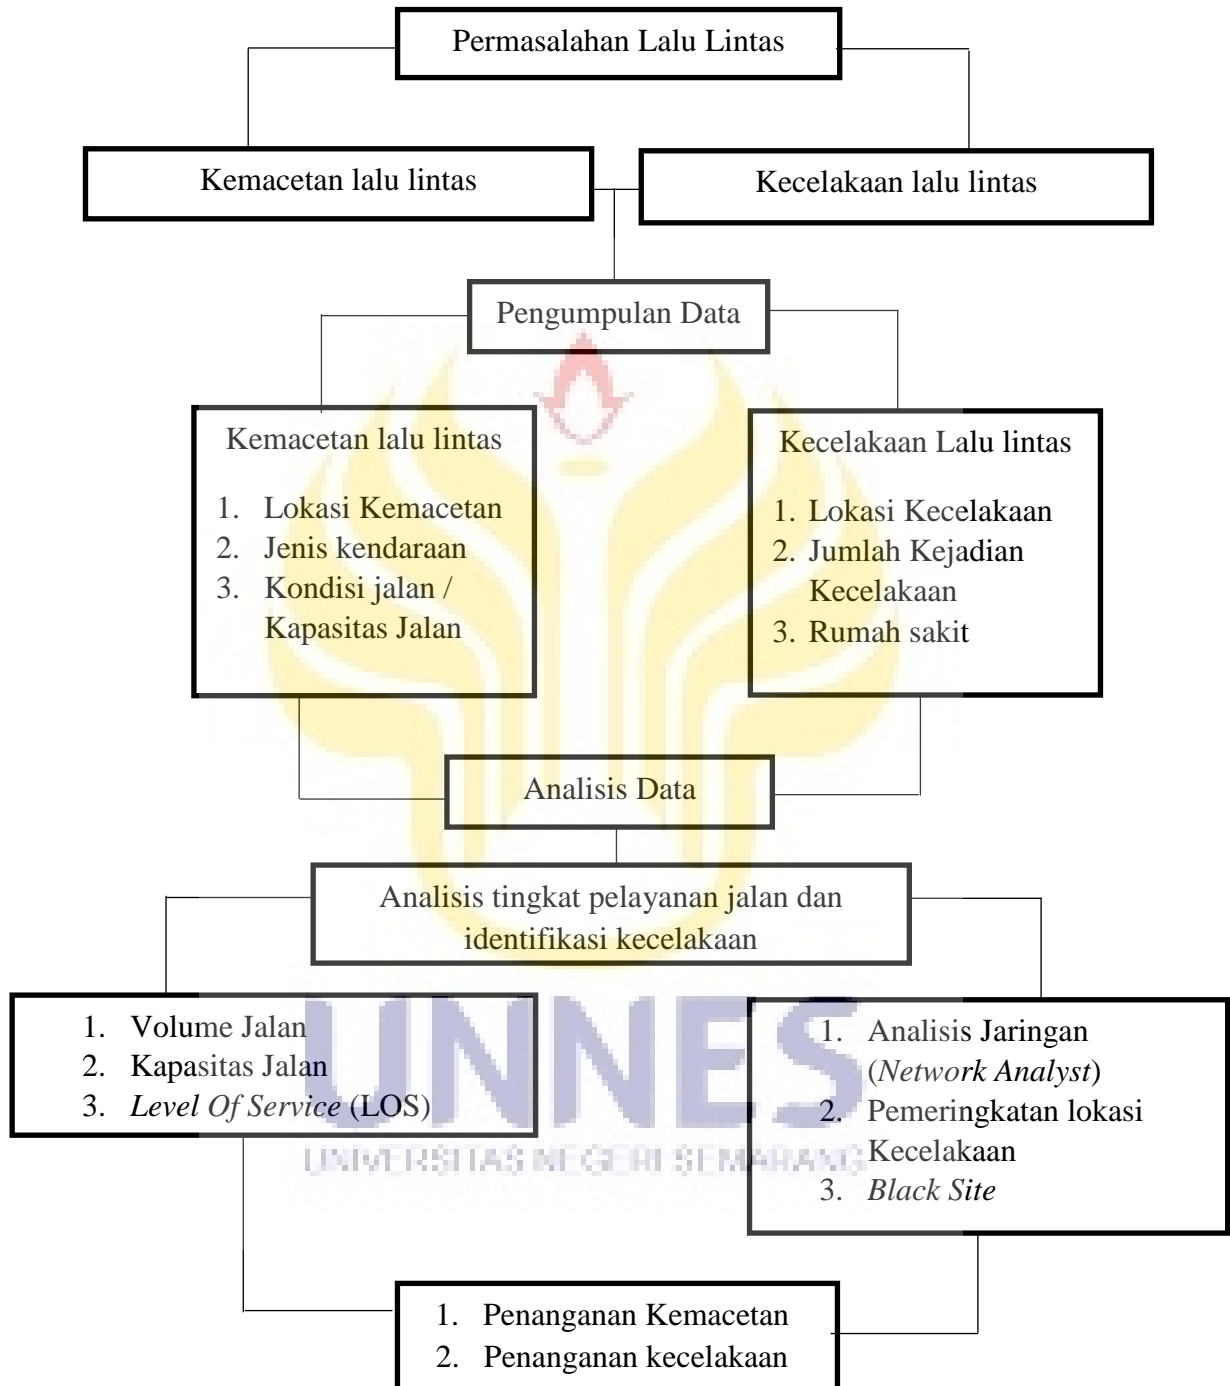 Permasalahan Lalu Lintas
Kemacetan lalu lintas
Kecelakaan lalu lintas
Pengumpulan Data
Kemacetan lalu lintas
1. Lokasi Kemacetan
2. Jenis kendaraan
3. Kondisi jalan /
Kapasitas Jalan
Kecelakaan Lalu lintas
1. Lokasi Kecelakaan
2. Jumlah Kejadian
Kecelakaan
3. Rumah sakit
Analisis Data
Analisis tingkat pelayanan jalan dan
identifikasi kecelakaan
1. Volume Jalan
2. Kapasitas Jalan
3. Level Of Service (LOS)
1. Analisis Jaringan
(Network Analyst)
2. Pemeringkatan lokasi
Kecelakaan
3. Black Site
UNNES
UNIVERSITAS NEGERI SEMARANG
1. Penanganan Kemacetan
2. Penanganan kecelakaan